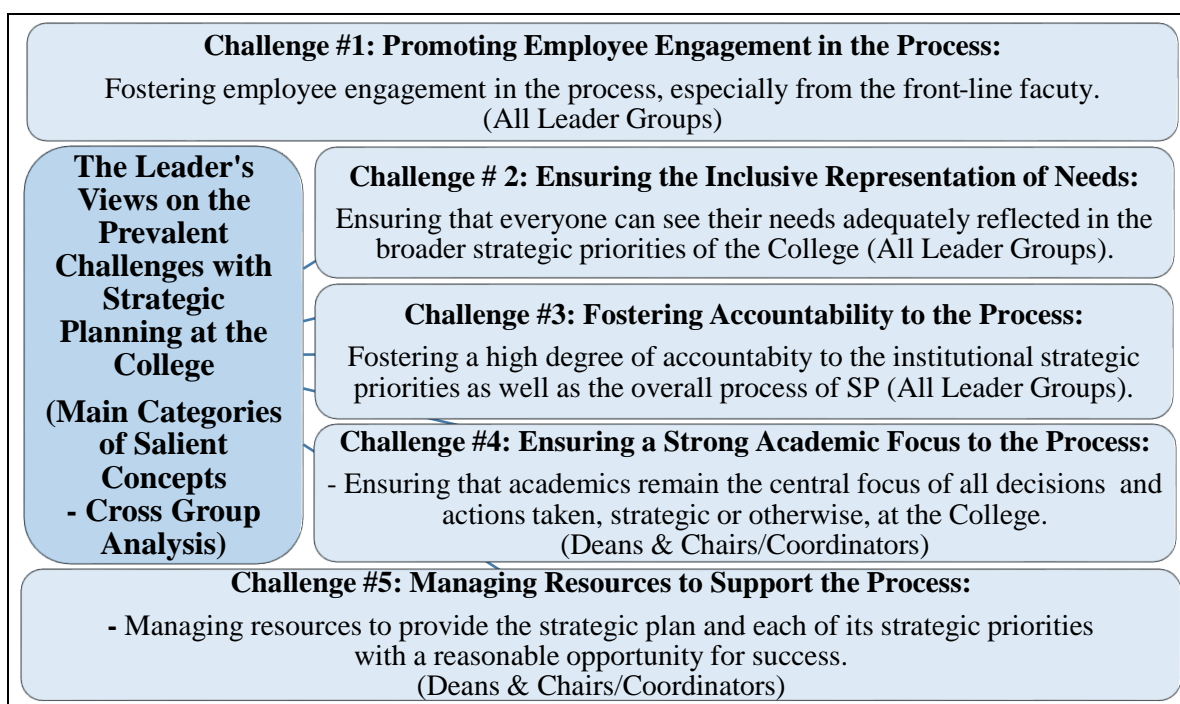 Challenge #1: Promoting Employee Engagement in the Process:
Fostering employee engagement in the process, especially from the front-line facuty.
(All Leader Groups)
The Leader's
Views on the
Prevalent
Challenges with
Strategic
Planning at the
College
(Main Categories
of Salient
Concepts
- Cross Group
Analysis)
Challenge # 2: Ensuring the Inclusive Representation of Needs:
Ensuring that everyone can see their needs adequately reflected in the
broader strategic priorities of the College (All Leader Groups).
Challenge #3: Fostering Accountability to the Process:
Fostering a high degree of accountabity to the institutional strategic
priorities as well as the overall process of SP (All Leader Groups).
Challenge #4: Ensuring a Strong Academic Focus to the Process:
- Ensuring that academics remain the central focus of all decisions and
actions taken, strategic or otherwise, at the College.
(Deans & Chairs/Coordinators)
Challenge #5: Managing Resources to Support the Process:
- Managing resources to provide the strategic plan and each of its strategic priorities
with a reasonable opportunity for success.
(Deans & Chairs/Coordinators)